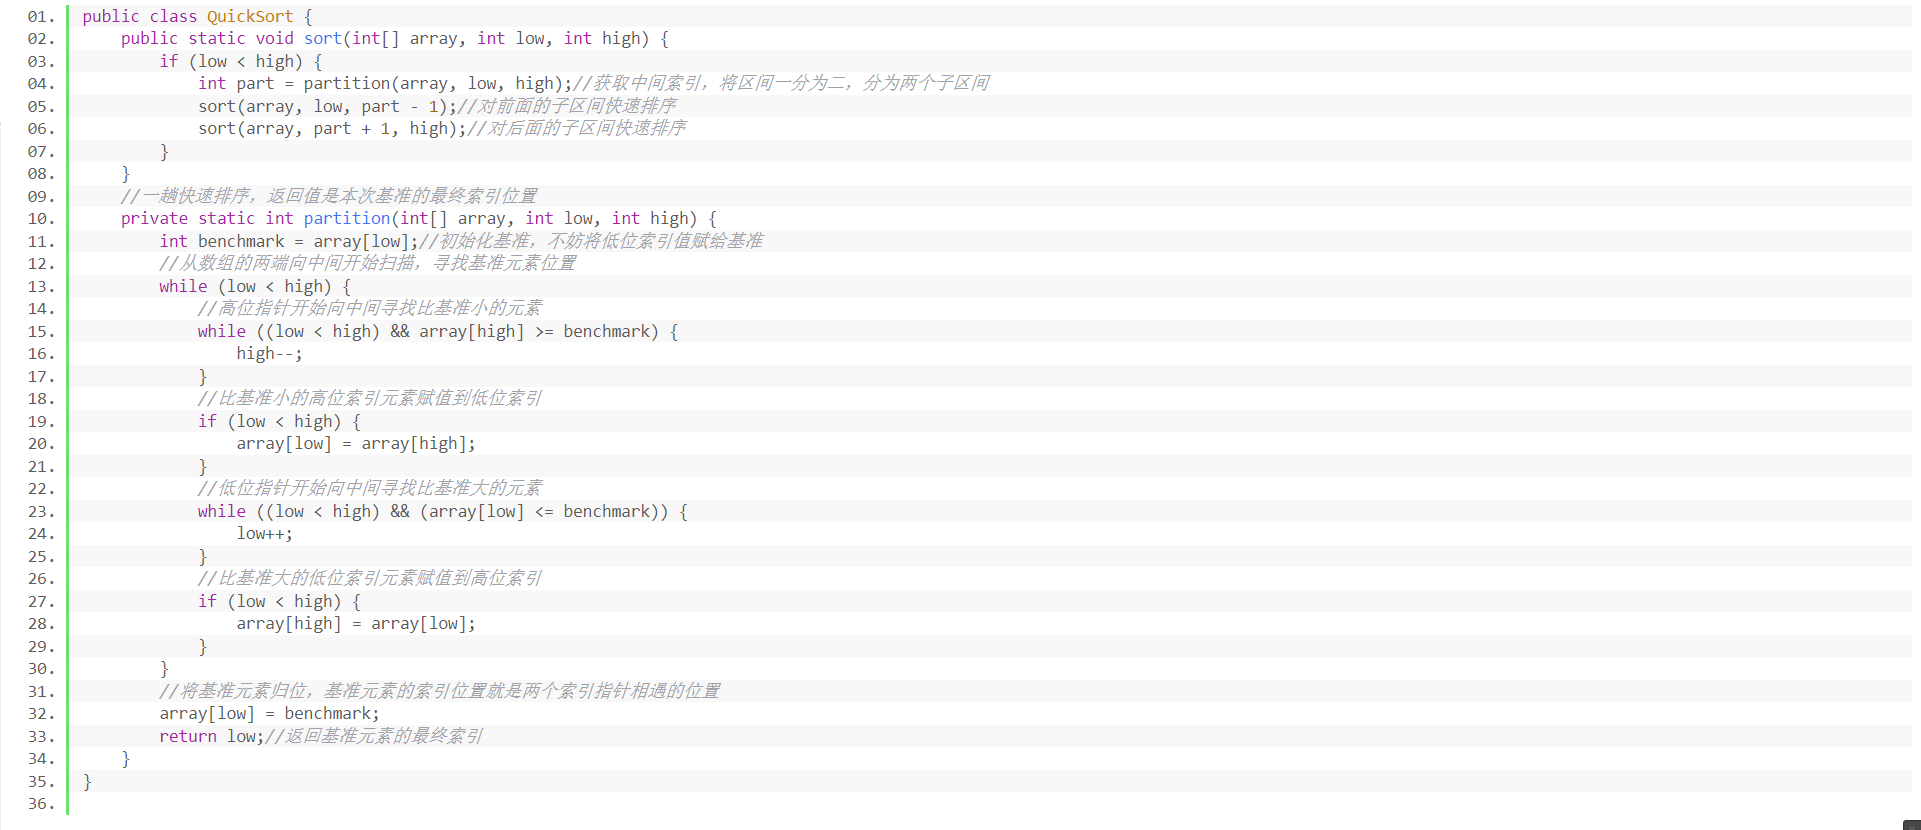 01. public class QuickSort {
02.     public static void sort(int[] array, int low, int high) {
03.         if (low < high) {
04.             int part = partition(array, low, high);//获取中间索引，将区间一分为二，分为两个子区间
05.             sort(array, low, part - 1);//对前面的子区间快速排序
06.             sort(array, part + 1, high);//对后面的子区间快速排序
07.         }
08.     }
09.     //一趟快速排序，返回值是本次基准的最终索引位置
10.     private static int partition(int[] array, int low, int high) {
11.         int benchmark = array[low];//初始化基准，不妨将低位索引值赋给基准
12.         //从数组的两端向中间开始扫描，寻找基准元素位置
13.         while (low < high) {
14.             //高位指针开始向中间寻找比基准小的元素
15.             while ((low < high) && array[high] >= benchmark) {
16.                 high--;
17.             }
18.             //比基准小的高位索引元素赋值到低位索引
19.             if (low < high) {
20.                 array[low] = array[high];
21.             }
22.             //低位指针开始向中间寻找比基准大的元素
23.             while ((low < high) && (array[low] <= benchmark)) {
24.                 low++;
25.             }
26.             //比基准大的低位索引元素赋值到高位索引
27.             if (low < high) {
28.                 array[high] = array[low];
29.             }
30.         }
31.         //将基准元素归位，基准元素的索引位置就是两个索引指针相遇的位置
32.         array[low] = benchmark;
33.         return low;//返回基准元素的最终索引
34.     }
35. }
36.